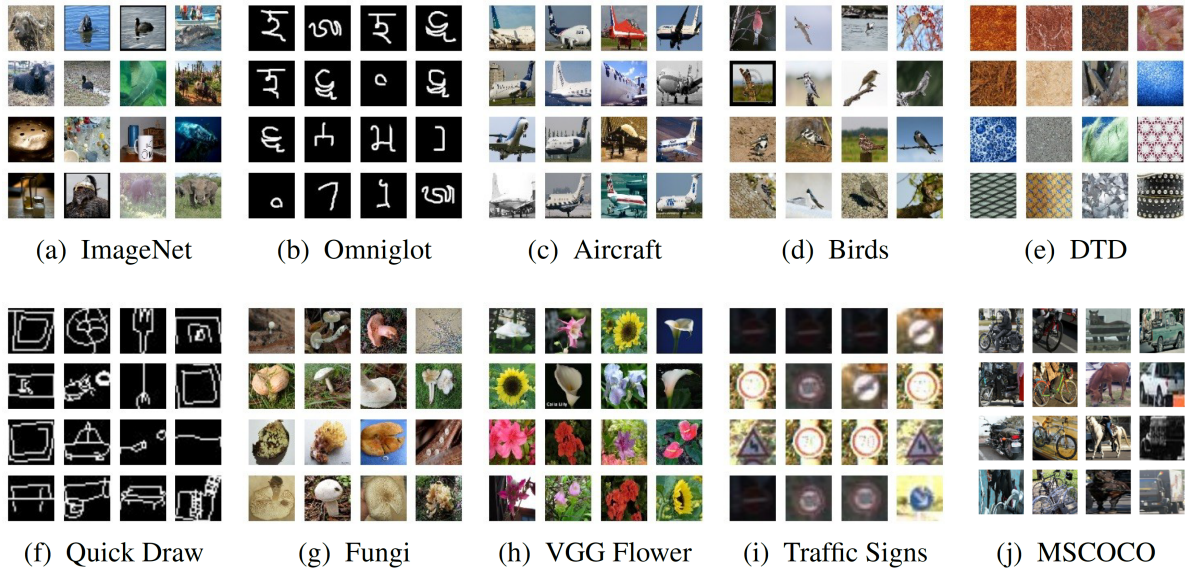 (a) ImageNet
(b) Omniglot
(c) Aircraft
(d) Birds
(e) DTD
(f) Quick Draw
(g) Fungi
(h) VGG Flower
(i) Traffic Signs
(j) MSCOCO